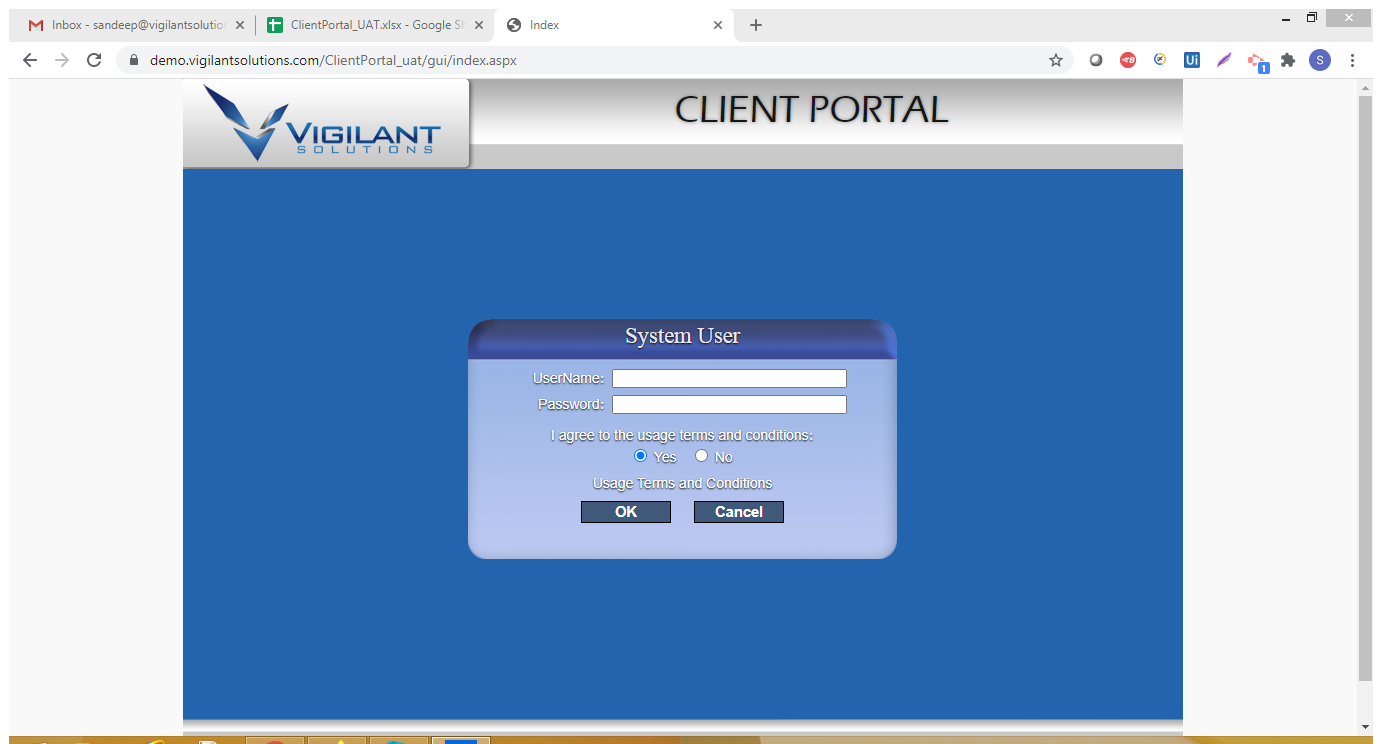 Inbox - sandeep@vigilantsolution
ClientPortal_UAT.xlsx - Google Sh
Index
demo.vigilantsolutions.com/ClientPortal_uat/gui/index.aspx
Ui
1
S
VIGILANT
SOLUTIONS
CLIENT PORTAL
System User
UserName:
Password:
I agree to the usage terms and conditions:
Yes No
Usage Terms and Conditions
OK Cancel